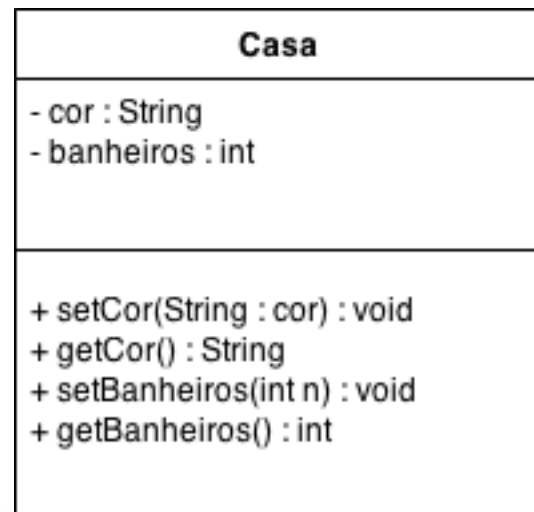 Casa
- cor : String
- banheiros : int
+ setCor(String : cor) : void
+ getCor() : String
+ setBanheiros(int n) : void
+ getBanheiros() : int